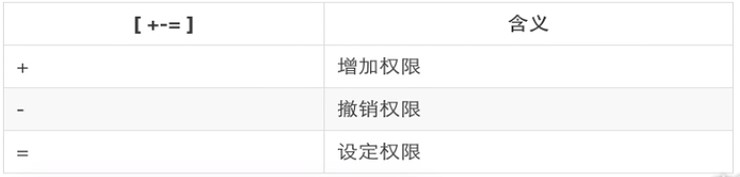 [ +-= ] 含义
+ 增加权限
- 撤销权限
= 设定权限